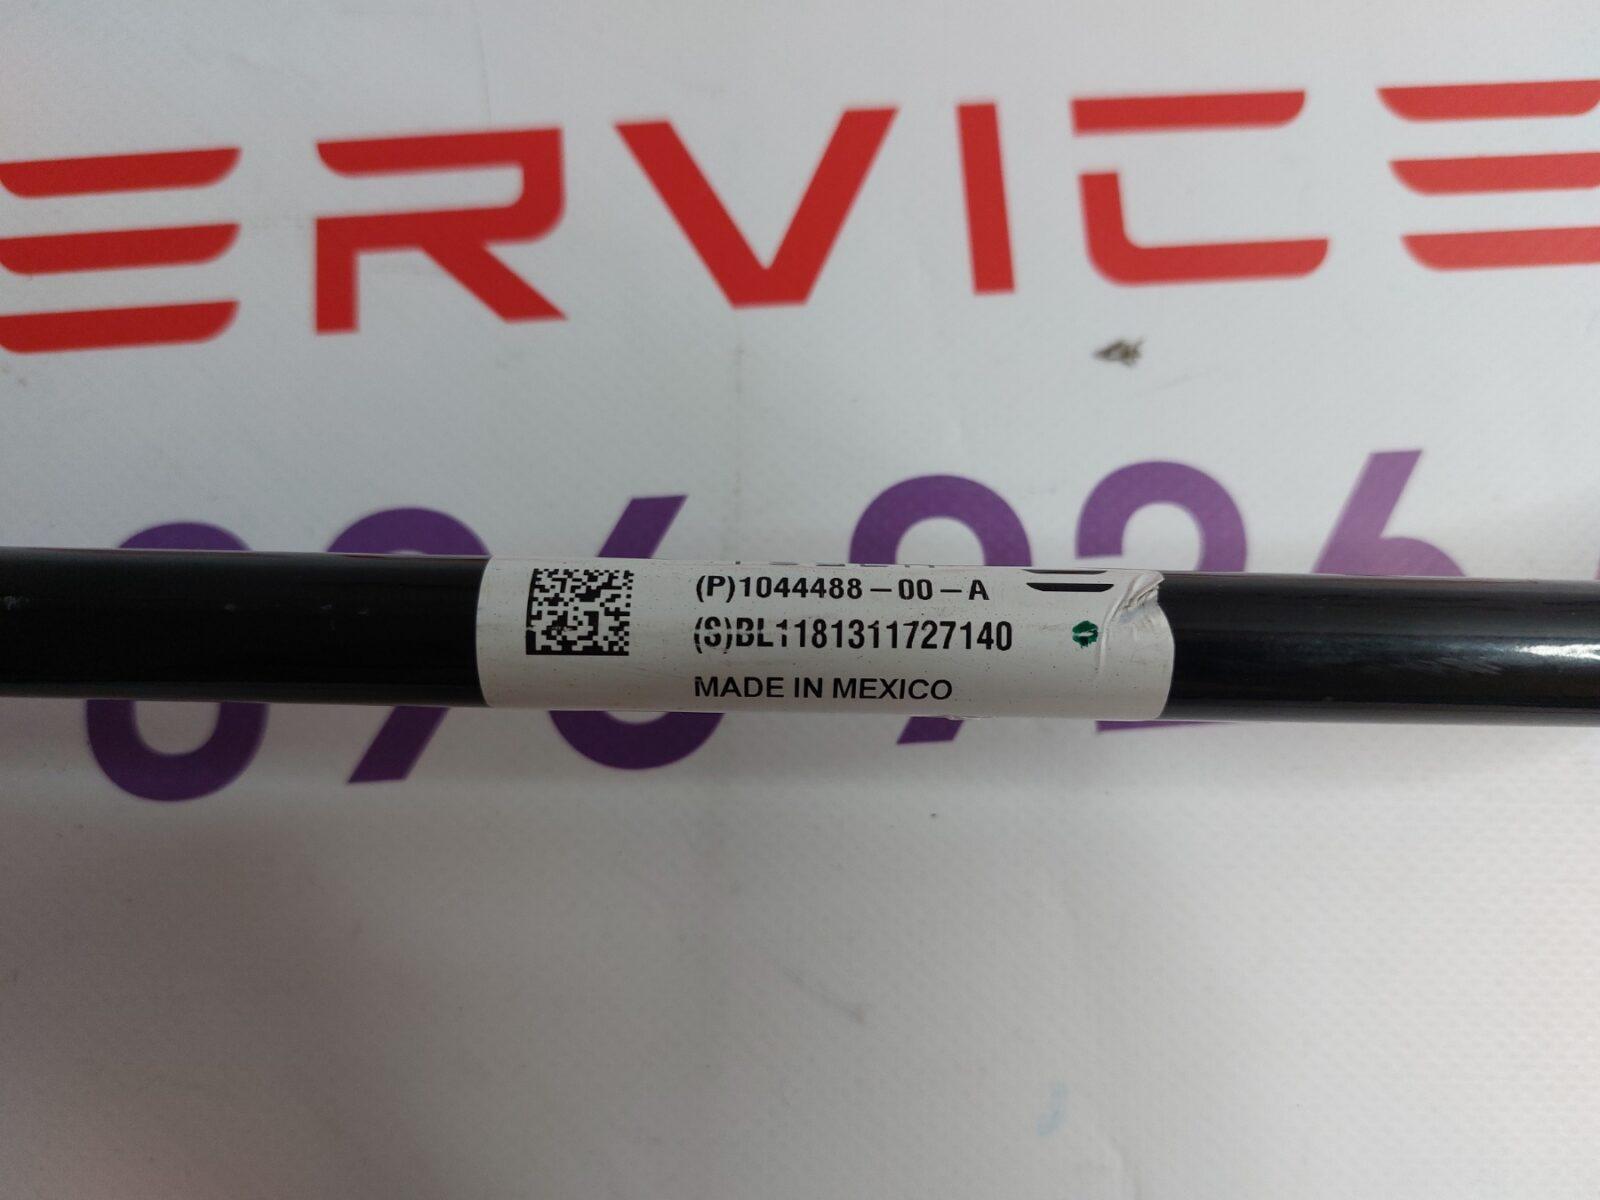 ERVICE
(P)1044488-00-A
(S)BL1181311727140
MADE IN MEXICO